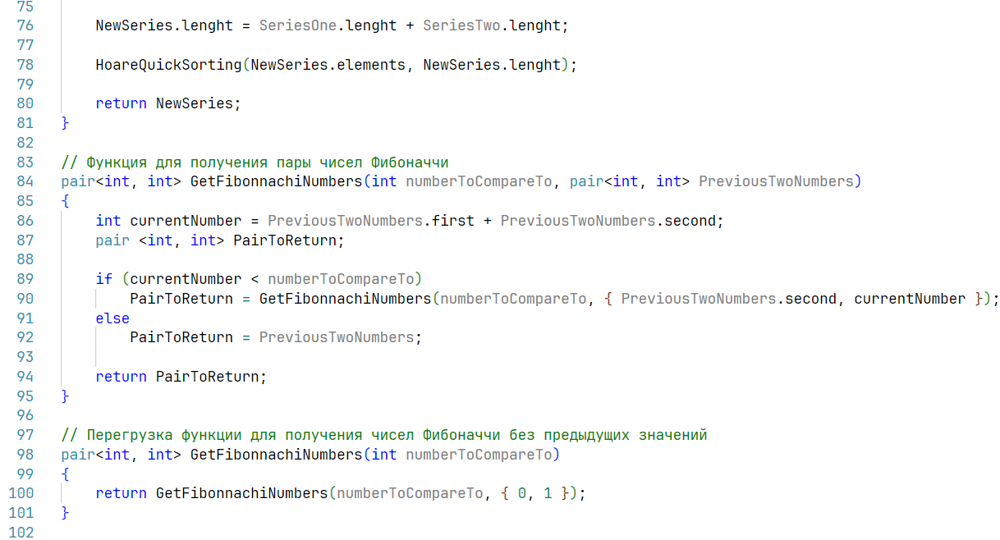 75
76 NewSeries.lenght = SeriesOne.lenght + SeriesTwo.lenght;
77
78 HoareQuickSorting(NewSeries.elements, NewSeries.lenght);
79
80 return NewSeries;
81 }
82
83 // Функция для получения пары чисел Фибоначчи
84 pair<int, int> GetFibonnachiNumbers(int numberToCompareTo, pair<int, int> PreviousTwoNumbers)
85 {
86 int currentNumber = PreviousTwoNumbers.first + PreviousTwoNumbers.second;
87 pair <int, int> PairToReturn;
88
89 if (currentNumber < numberToCompareTo)
90 PairToReturn = GetFibonnachiNumbers(numberToCompareTo, { PreviousTwoNumbers.second, currentNumber });
91 else
92 PairToReturn = PreviousTwoNumbers;
93
94 return PairToReturn;
95 }
96
97 // Перегрузка функции для получения чисел Фибоначчи без предыдущих значений
98 pair<int, int> GetFibonnachiNumbers(int numberToCompareTo)
99 {
100 return GetFibonnachiNumbers(numberToCompareTo, { 0, 1 });
101 }
102